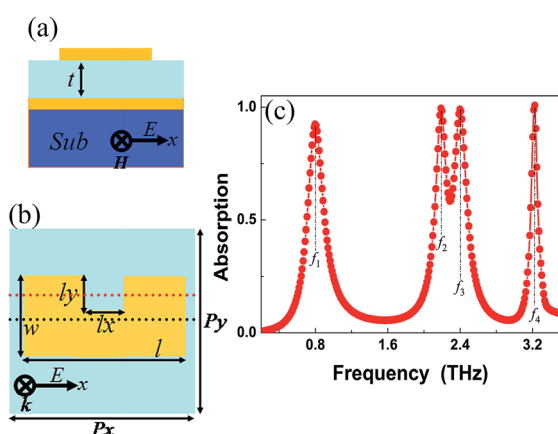 (a)
t
Sub
E
x
H
(b)
ly
lx
w
l
Py
E
x
k
Px
(c)
Absorption
1.0
0.5
0.0
f1
f2
f3
f4
0.8 1.6 2.4 3.2
Frequency (THz)